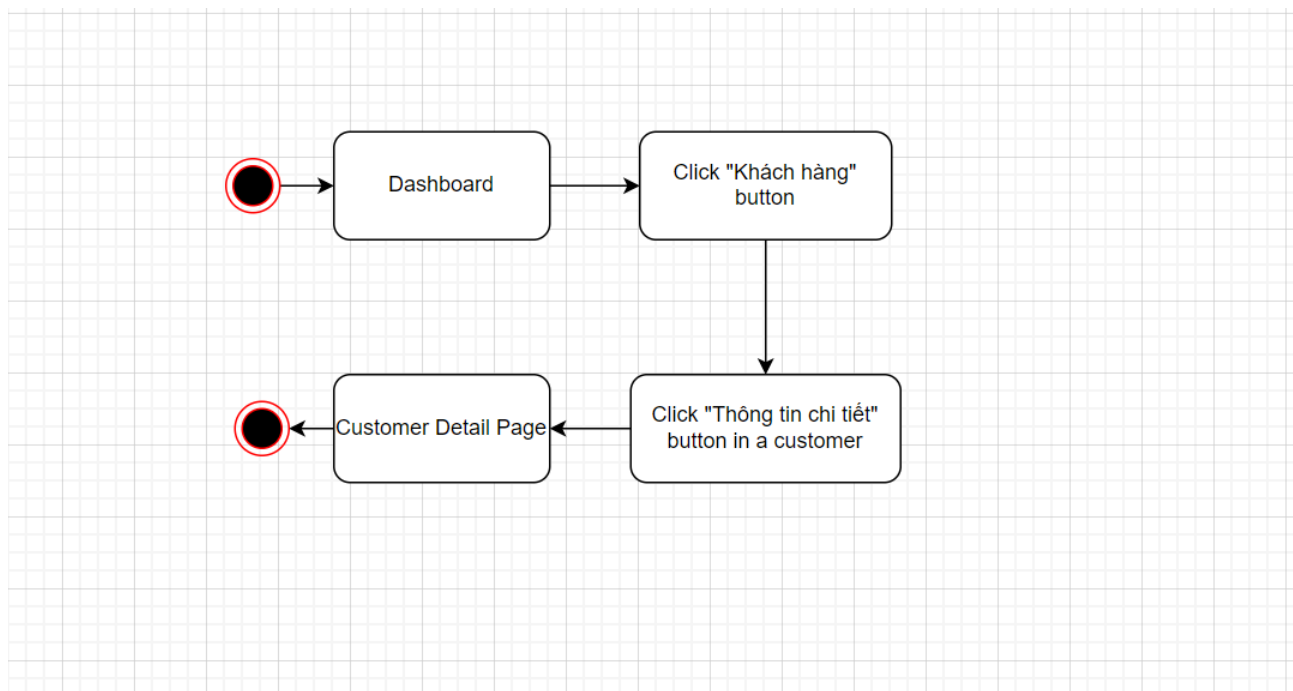 Dashboard
Click "Khách hàng"
button
Click "Thông tin chi tiết"
button in a customer
Customer Detail Page